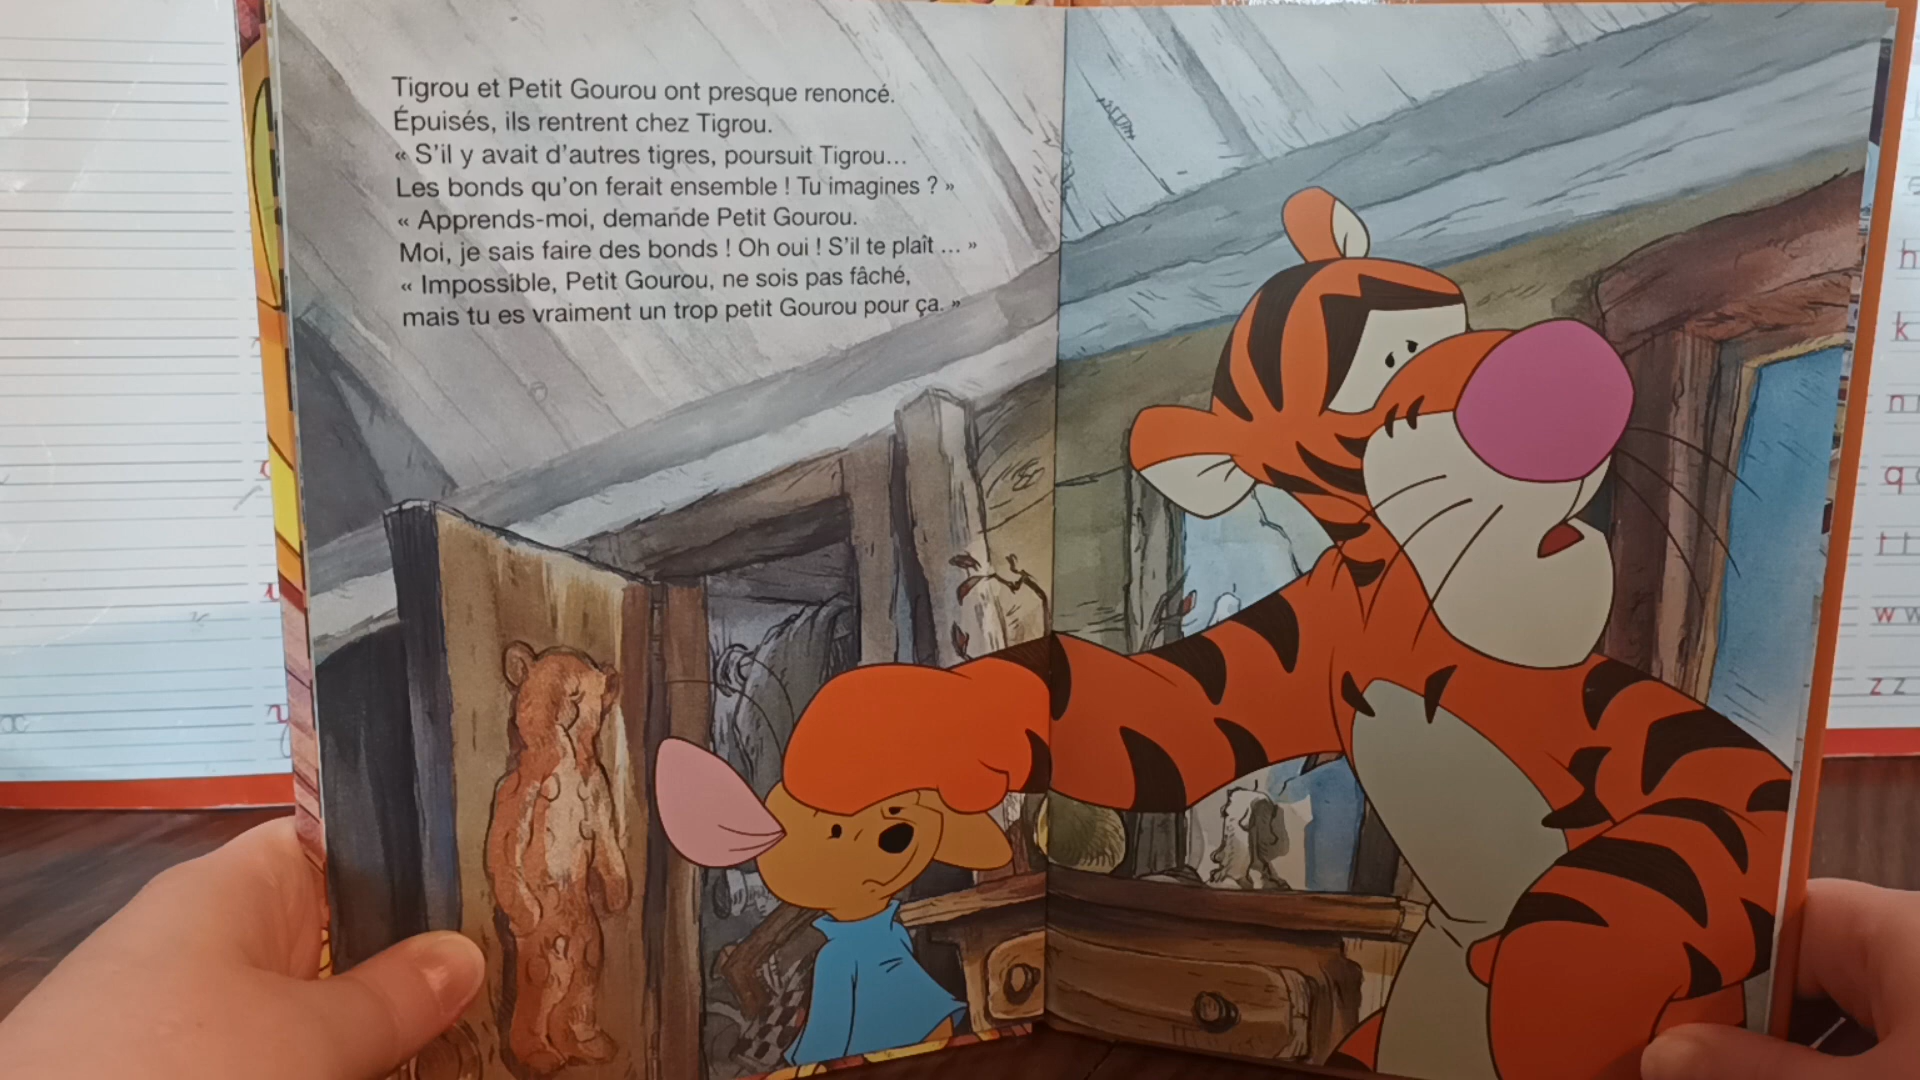 Tigrou et Petit Gourou ont presque renoncé.
Épuisés, ils rentrent chez Tigrou.
« S'il y avait d'autres tigres, poursuit Tigrou...
Les bonds qu'on ferait ensemble ! Tu imagines ? »
« Apprends-moi, demande Petit Gourou.
Moi, je sais faire des bonds ! Oh oui ! S'il te plaît ... »
« Impossible, Petit Gourou, ne sois pas fâché,
mais tu es vraiment un trop petit Gourou pour ça. »
h
k
n
q
t t
w w
z z